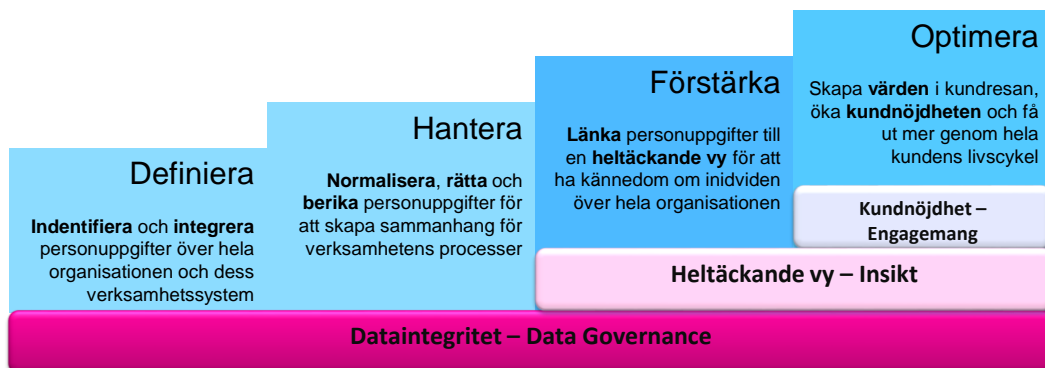 Definiera
Indentifiera och integrera
personuppgifter över hela
organisationen och dess
verksamhetssystem
Hantera
Normalisera, rätta och
berika personuppgifter för
att skapa sammanhang för
verksamhetens processer
Förstärka
Länka personuppgifter till
en heltäckande vy för att
ha kännedom om inidviden
över hela organisationen
Optimera
Skapa värden i kundresan,
öka kundnöjdheten och få
ut mer genom hela
kundens livscykel
Kundnöjdhet –
Engagemang
Heltäckande vy – Insikt
Dataintegritet – Data Governance